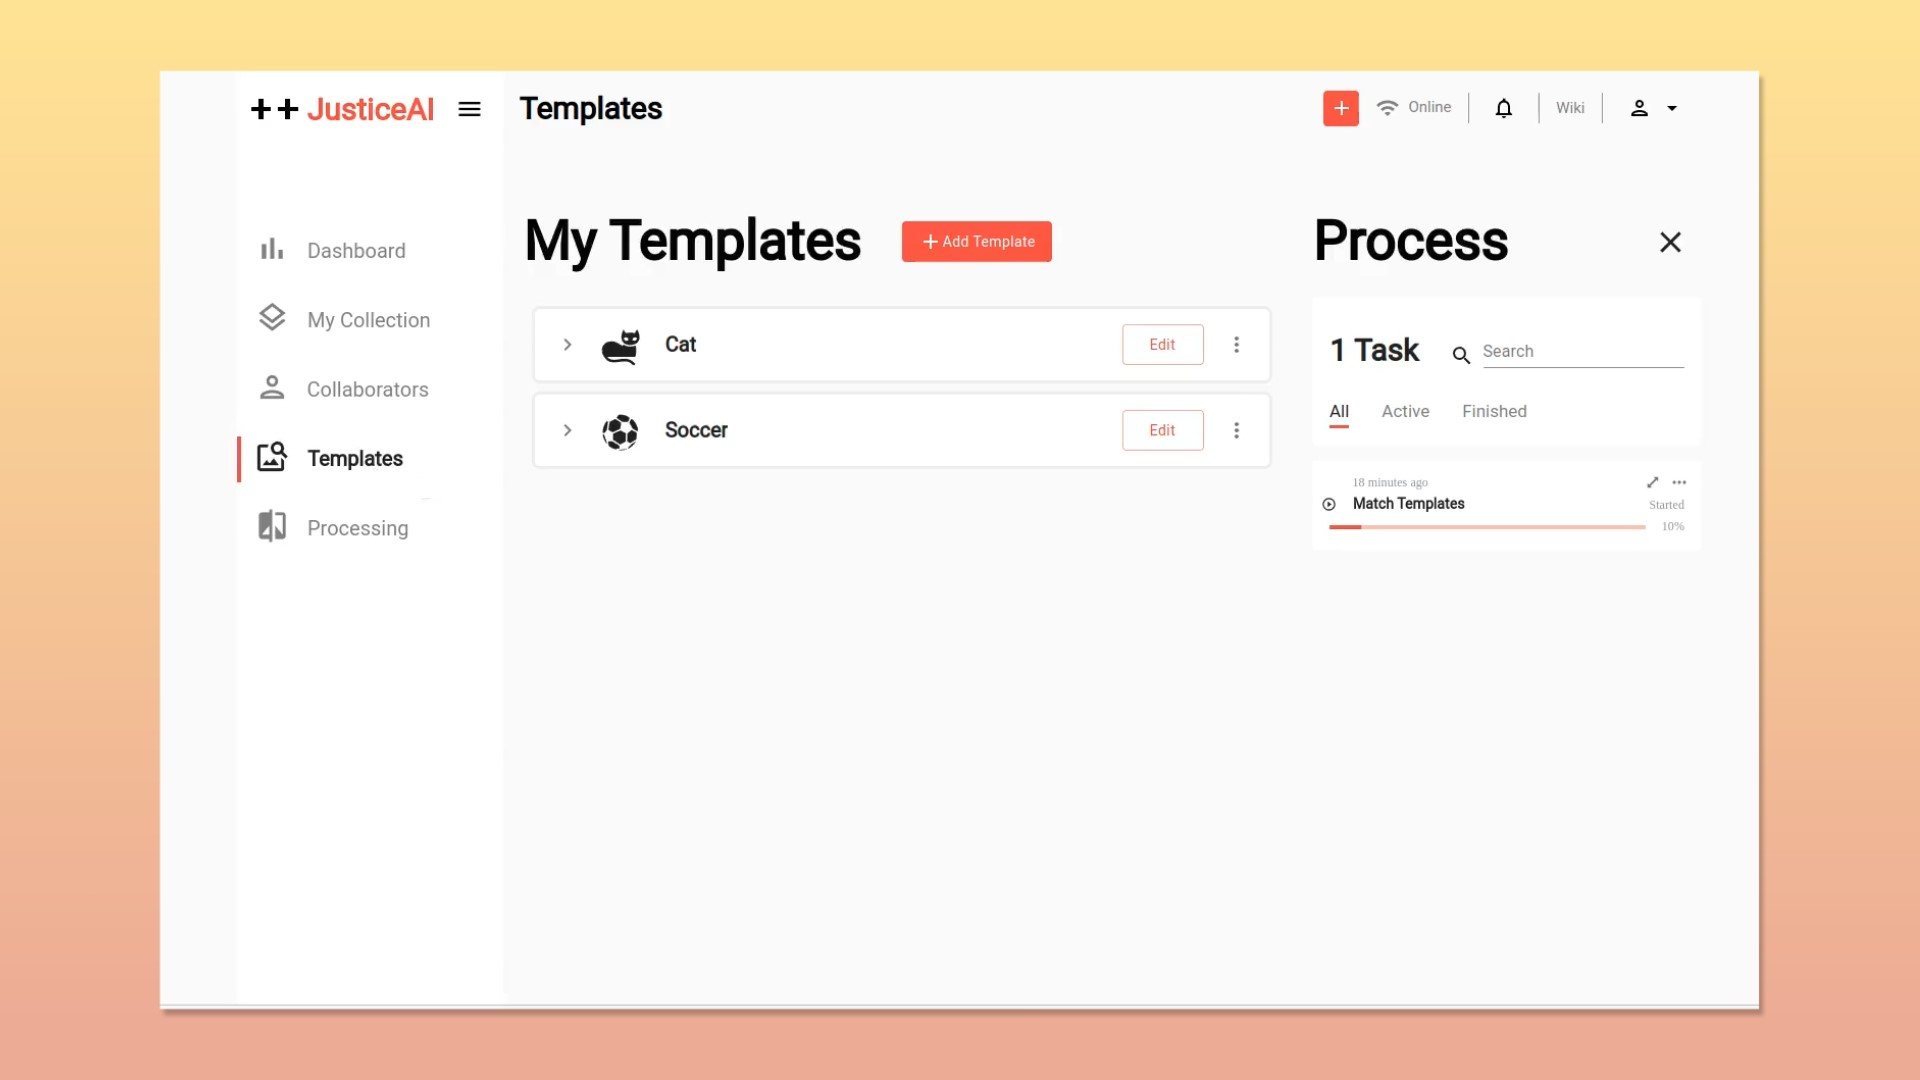 ++ JusticeAI
Templates
Online
Wiki
Dashboard
My Collection
Collaborators
Templates
Processing
My Templates
+ Add Template
Cat
Edit
Soccer
Edit
Process
1 Task
Search
All Active Finished
18 minutes ago
Match Templates
Started
10%